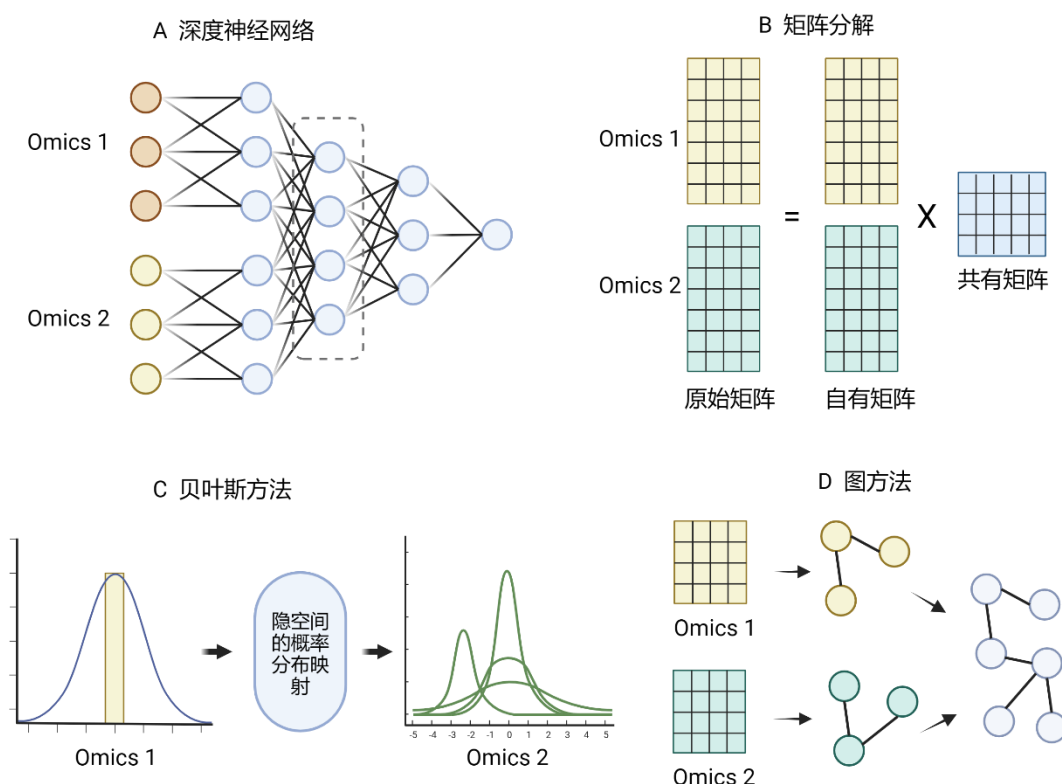 A 深度神经网络
Omics 1
Omics 2
B 矩阵分解
Omics 1
=
X
Omics 2
共有矩阵
原始矩阵
自有矩阵
C 贝叶斯方法
隐空间
的概率
分布映
射
Omics 1
-5 -4 -3 -2 -1 0 1 2 3 4 5
Omics 2
D 图方法
Omics 1
Omics 2